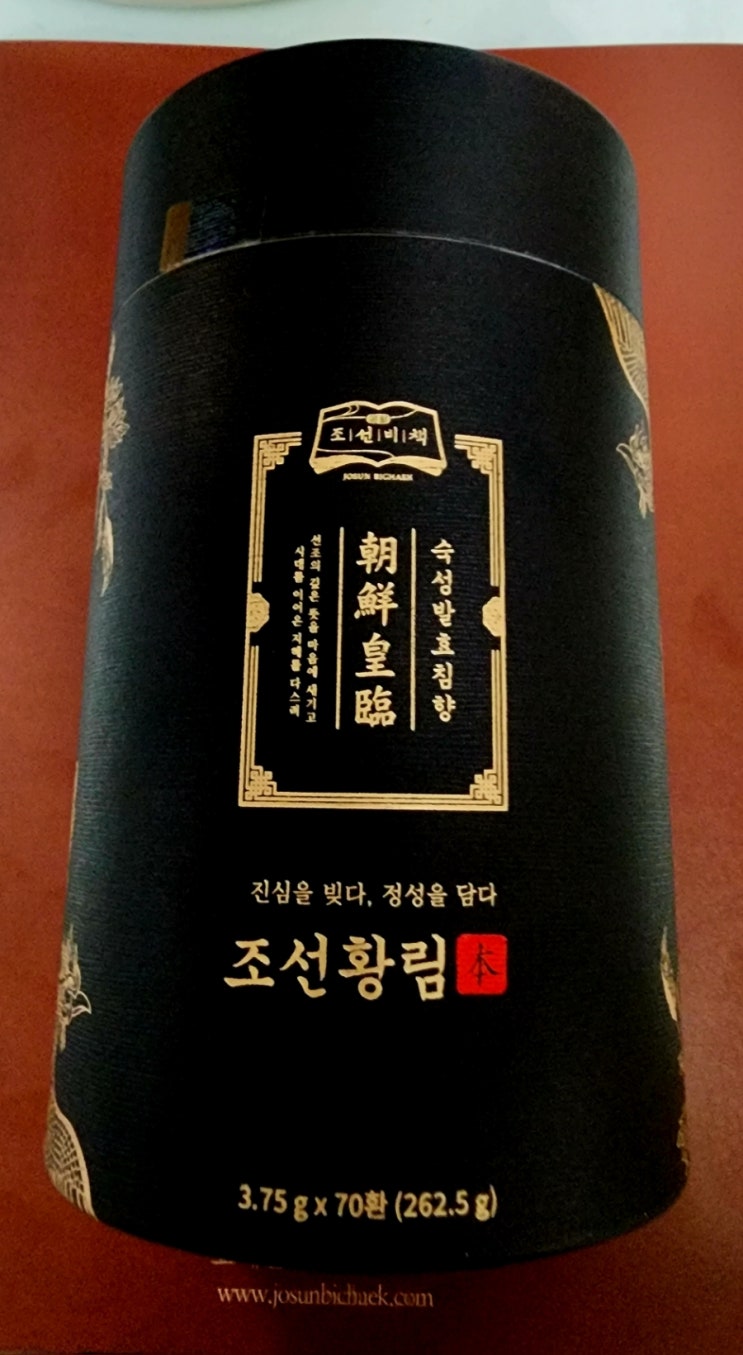 조선비책
JOSUN BICHAEK
숙성발효침향
朝鮮皇臨
선조의 깊은 뜻을 마음에 새기고
시대를 이어온 지혜를 다스려
진심을 빚다, 정성을 담다
조선황림 本
3.75 g x 70환 (262.5 g)
www.josunbichaek.com